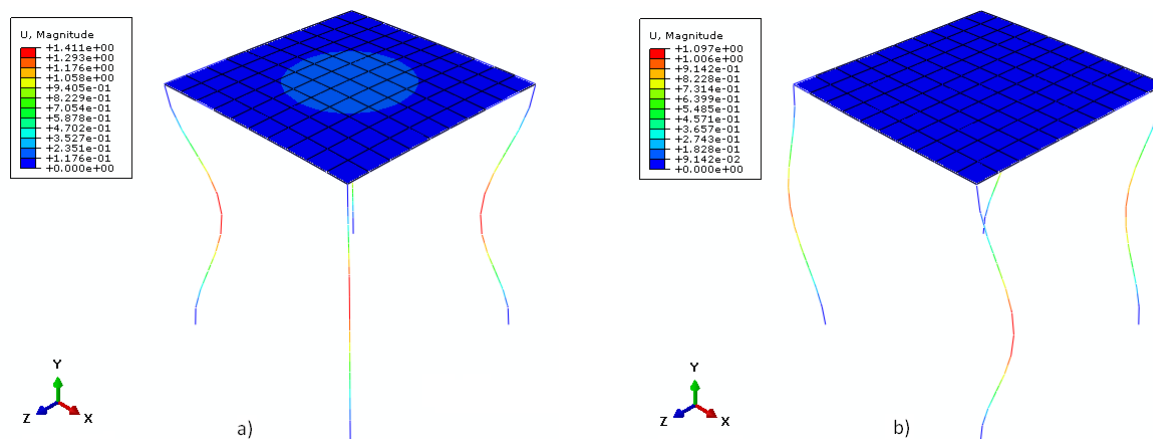 U, Magnitude
+1.411e+00
+1.293e+00
+1.176e+00
+1.058e+00
+9.405e-01
+8.229e-01
+7.054e-01
+5.878e-01
+4.702e-01
+3.527e-01
+2.351e-01
+1.176e-01
+0.000e+00
Y
Z X
a)
U, Magnitude
+1.097e+00
+1.006e+00
+9.142e-01
+8.228e-01
+7.314e-01
+6.399e-01
+5.485e-01
+4.571e-01
+3.657e-01
+2.743e-01
+1.828e-01
+9.142e-02
+0.000e+00
Y
Z X
b)